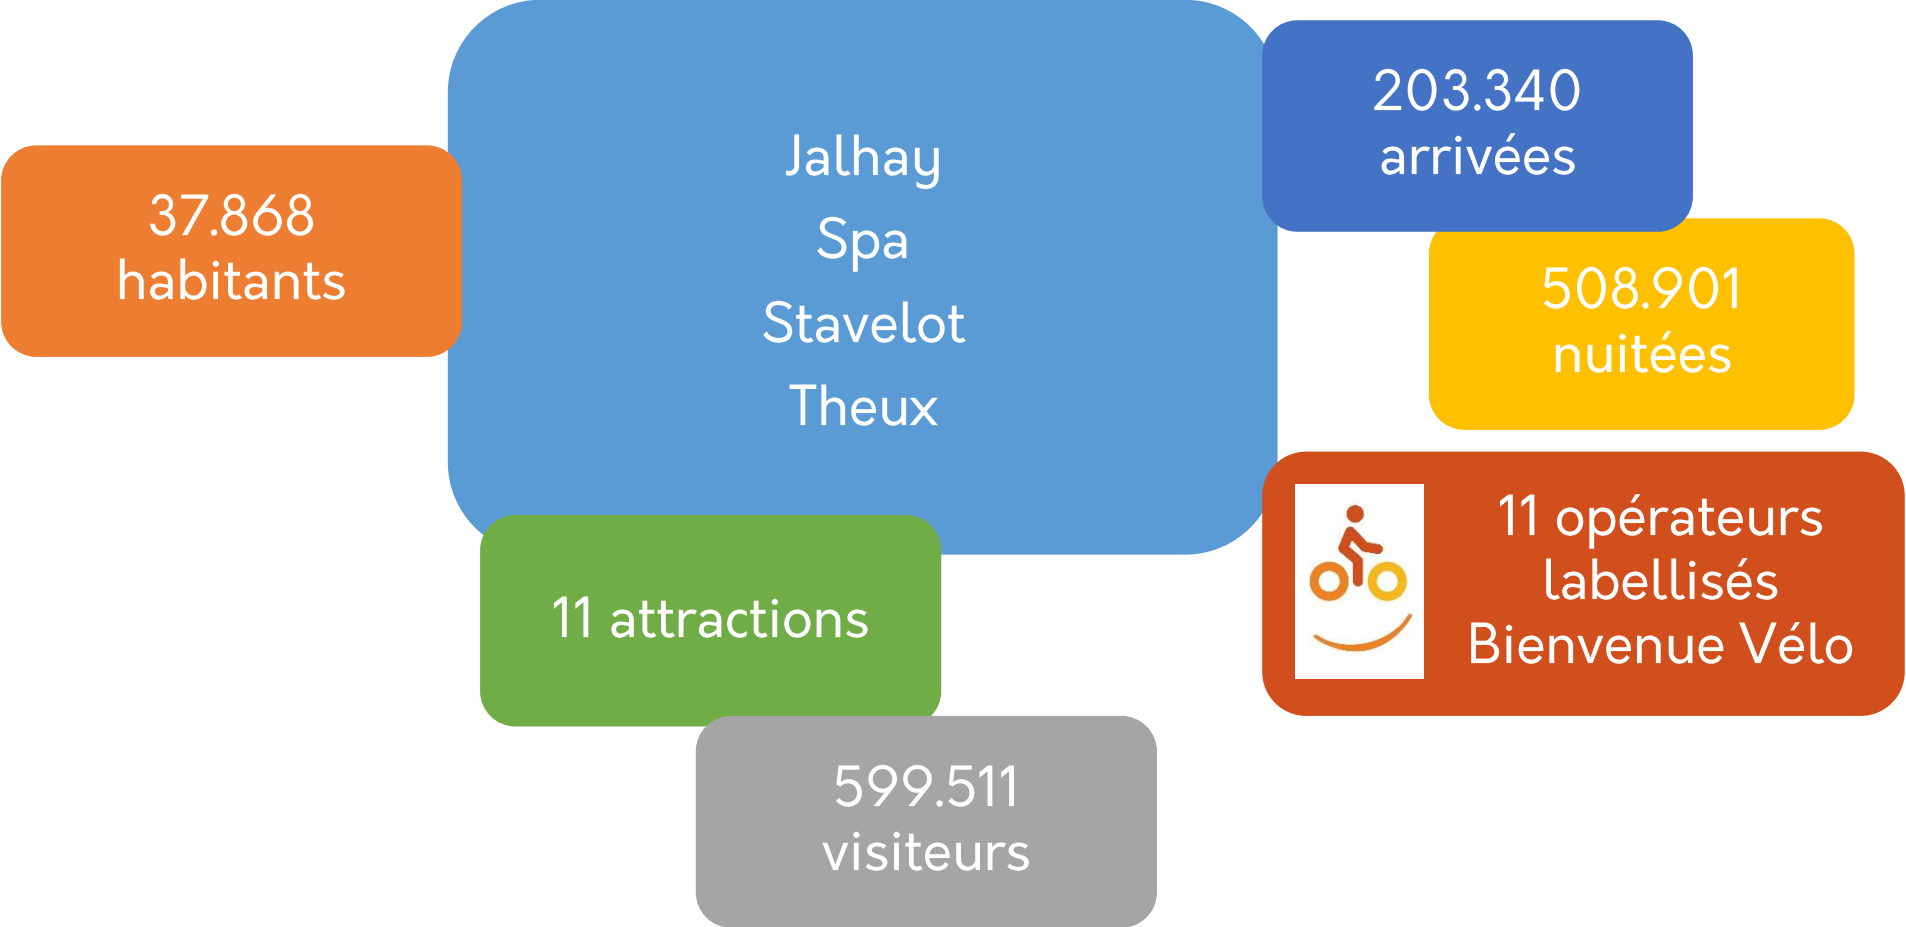 Jalhay
Spa
Stavelot
Theux
37.868
habitants
203.340
arrivées
508.901
nuitées
11 opérateurs
labellisés
Bienvenue Vélo
11 attractions
599.511
visiteurs